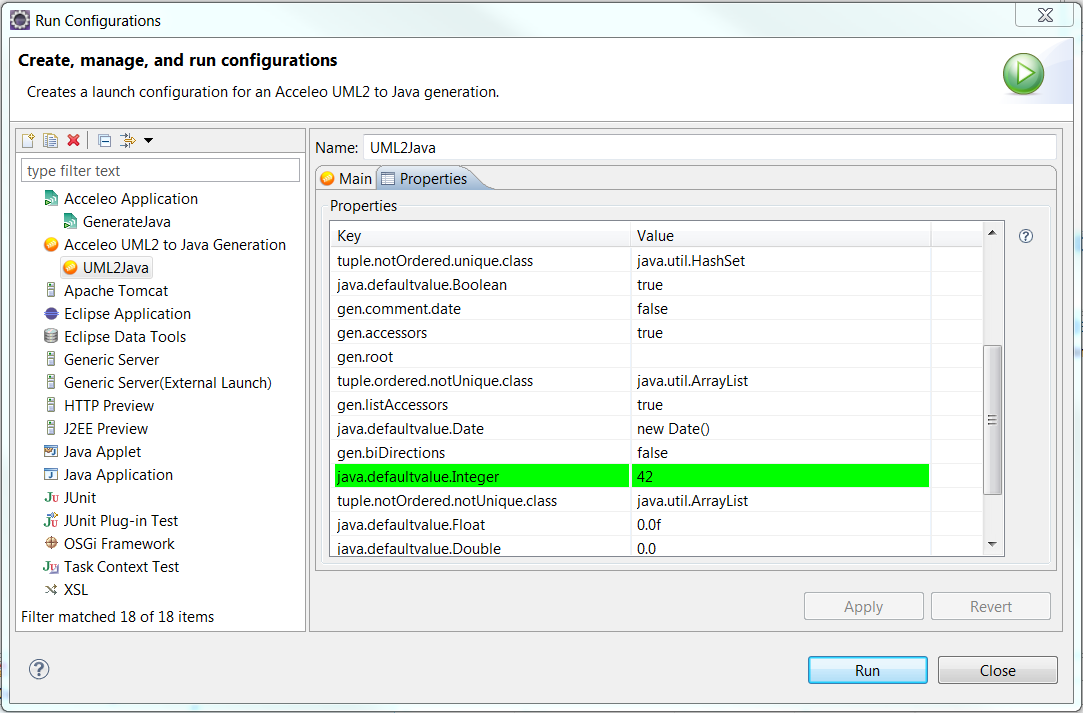 Run Configurations
Create, manage, and run configurations
Creates a launch configuration for an Acceleo UML2 to Java generation.
type filter text
Acceleo Application
GenerateJava
Acceleo UML2 to Java Generation
UML2Java
Apache Tomcat
Eclipse Application
Eclipse Data Tools
Generic Server
Generic Server(External Launch)
HTTP Preview
J2EE Preview
Java Applet
Java Application
JUnit
JUnit Plug-in Test
OSGi Framework
Task Context Test
XSL
Filter matched 18 of 18 items
Name: UML2Java
Main Properties
Properties
Key Value
tuple.notOrdered.unique.class java.util.HashSet
java.defaultvalue.Boolean true
gen.comment.date false
gen.accessors true
gen.root
tuple.ordered.notUnique.class java.util.ArrayList
gen.listAccessors true
java.defaultvalue.Date new Date()
gen.biDirections false
java.defaultvalue.Integer 42
tuple.notOrdered.notUnique.class java.util.ArrayList
java.defaultvalue.Float 0.0f
java.defaultvalue.Double 0.0
Apply Revert
Run Close